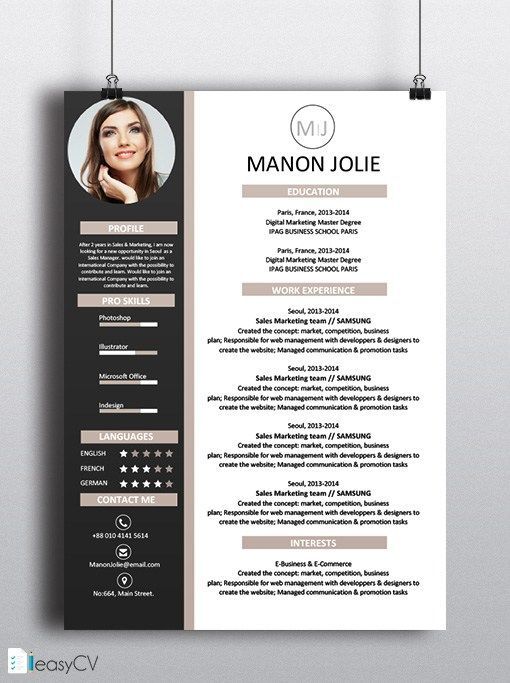 PROFILE
After 2 years in Sales & Marketing, I am now
looking for a new opportunity in Seoul as a
Sales Manager. would like to join an
International Company with the possibility to
contribute and learn. Would like to join an
International Company with the possibility to
contribute and learn.
PRO SKILLS
Photoshop
Illustrator
Microsoft Office
Indesign
LANGUAGES
ENGLISH
FRENCH
GERMAN
CONTACT ME
+88 010 4141 5614
ManonJolie@email.com
No:664, Main Street.
MJ
MANON JOLIE
EDUCATION
Paris, France, 2013-2014
Digital Marketing Master Degree
IPAG BUSINESS SCHOOL PARIS
Paris, France, 2013-2014
Digital Marketing Master Degree
IPAG BUSINESS SCHOOL PARIS
WORK EXPERIENCE
Seoul, 2013-2014
Sales Marketing team // SAMSUNG
Created the concept: market, competition, business
plan; Responsible for web management with developpers & designers to
create the website; Managed communication & promotion tasks
Seoul, 2013-2014
Sales Marketing team // SAMSUNG
Created the concept: market, competition, business
plan; Responsible for web management with developpers & designers to
create the website; Managed communication & promotion tasks
Seoul, 2013-2014
Sales Marketing team // SAMSUNG
Created the concept: market, competition, business
plan; Responsible for web management with developpers & designers to
create the website; Managed communication & promotion tasks
Seoul, 2013-2014
Sales Marketing team // SAMSUNG
Created the concept: market, competition, business
plan; Responsible for web management with developpers & designers to
create the website; Managed communication & promotion tasks
INTERESTS
E-Business & E-Commerce
Created the concept: market, competition, business
plan; Responsible for web management with developpers & designers to
create the website; Managed communication & promotion tasks
ieasyCV